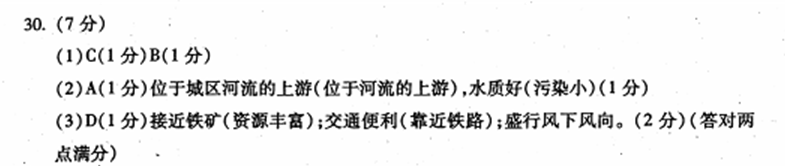 30. (7分)
(1)C(1分)B(1分)
(2)A(1分)位于城区河流的上游(位于河流的上游),水质好(污染小)(1分)
(3)D(1分)接近铁矿(资源丰富);交通便利(靠近铁路);盛行风下风向。(2分)(答对两
点满分)